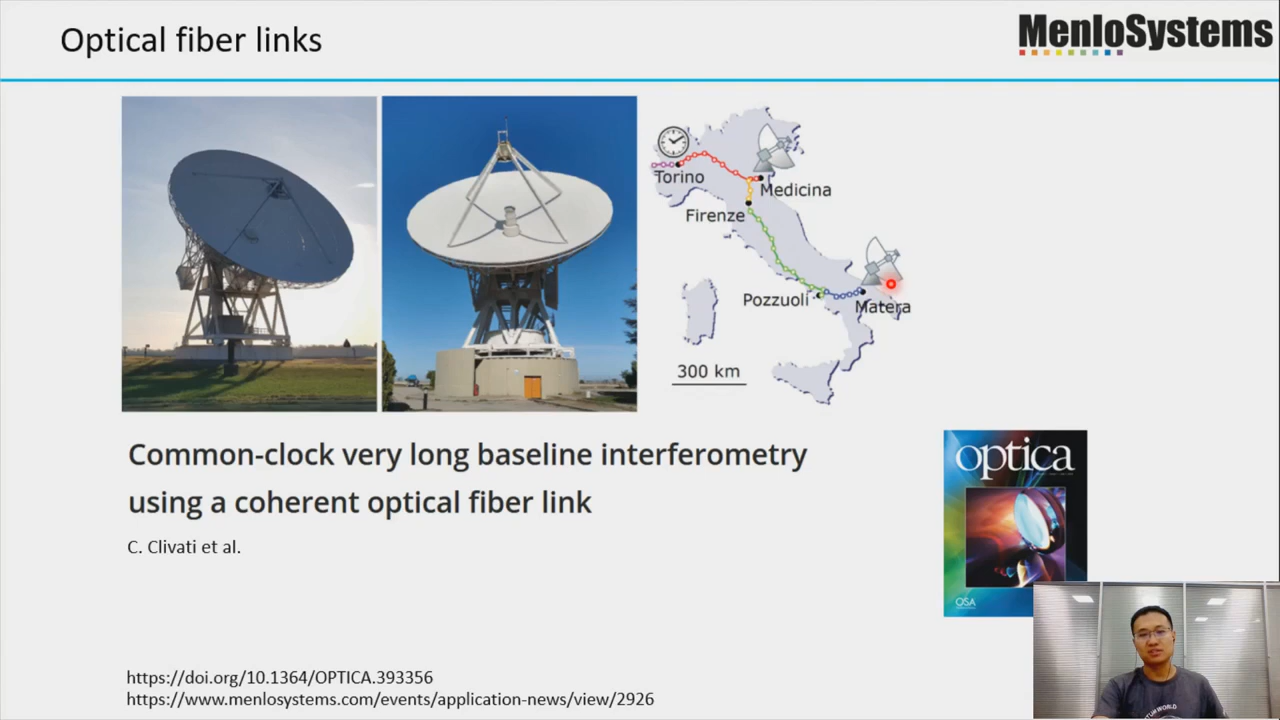 Optical fiber links
MenloSystems
Torino
Medicina
Firenze
Pozzuoli
Matera
300 km
Common-clock very long baseline interferometry
using a coherent optical fiber link
C. Clivati et al.
optica
OSA
https://doi.org/10.1364/OPTICA.393356
https://www.menlosystems.com/events/application-news/view/2926